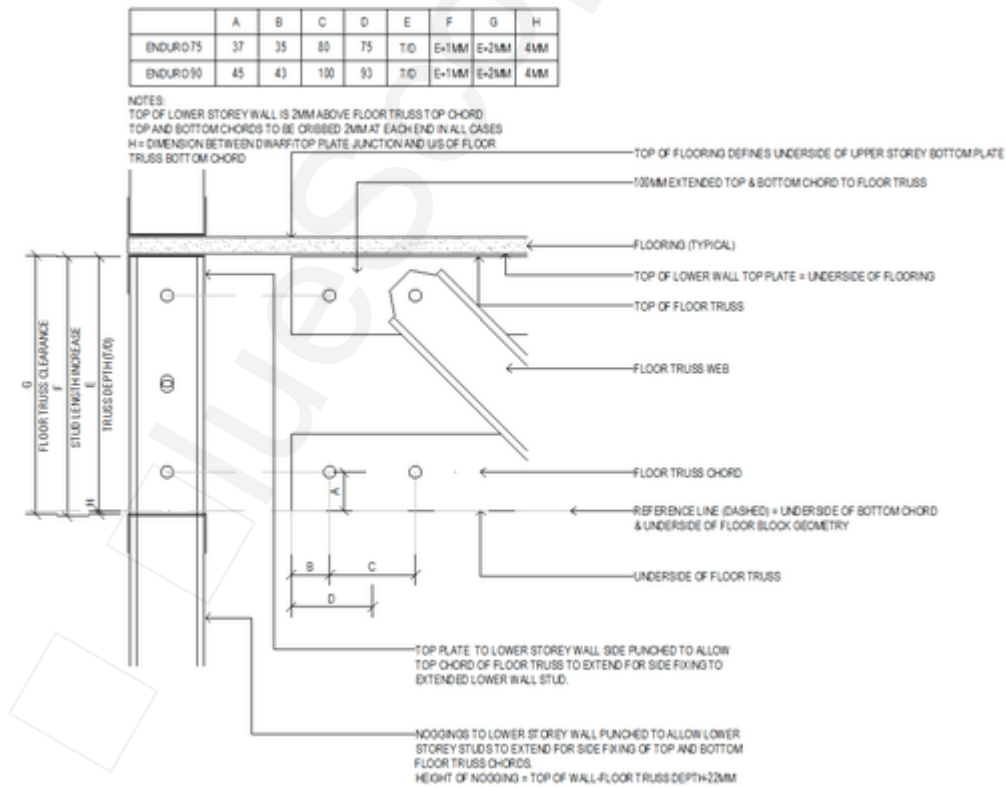 A B C D E F G H
ENDURO75 37 35 80 75 T/D E+1MM E+2MM 4MM
ENDURO90 45 43 100 93 T/D E+1MM E+2MM 4MM
NOTES:
TOP OF LOWER STOREY WALL IS 2MM ABOVE FLOOR TRUSS TOP CHORD
TOP AND BOTTOM CHORDS TO BE CRIBBED 2MM AT EACH END IN ALL CASES
H = DIMENSION BETWEEN DWARF/TOP PLATE JUNCTION AND U/S OF FLOOR
TRUSS BOTTOM CHORD
TOP OF FLOORING DEFINES UNDERSIDE OF UPPER STOREY BOTTOM PLATE
100MM EXTENDED TOP & BOTTOM CHORD TO FLOOR TRUSS
FLOORING (TYPICAL)
TOP OF LOWER WALL TOP PLATE = UNDERSIDE OF FLOORING
TOP OF FLOOR TRUSS
FLOOR TRUSS WEB
G
FLOOR TRUSS CLEARANCE
F
STUD LENGTH INCREASE
E
TRUSS DEPTH (T/D)
H
FLOOR TRUSS CHORD
A
REFERENCE LINE (DASHED) = UNDERSIDE OF BOTTOM CHORD
& UNDERSIDE OF FLOOR BLOCK GEOMETRY
B C
D
UNDERSIDE OF FLOOR TRUSS
TOP PLATE TO LOWER STOREY WALL SIDE PUNCHED TO ALLOW
TOP CHORD OF FLOOR TRUSS TO EXTEND FOR SIDE FIXING TO
EXTENDED LOWER WALL STUD.
NOGGINGS TO LOWER STOREY WALL PUNCHED TO ALLOW LOWER
STOREY STUDS TO EXTEND FOR SIDE FIXING OF TOP AND BOTTOM
FLOOR TRUSS CHORDS.
HEIGHT OF NOGGING = TOP OF WALL-FLOOR TRUSS DEPTH-22MM